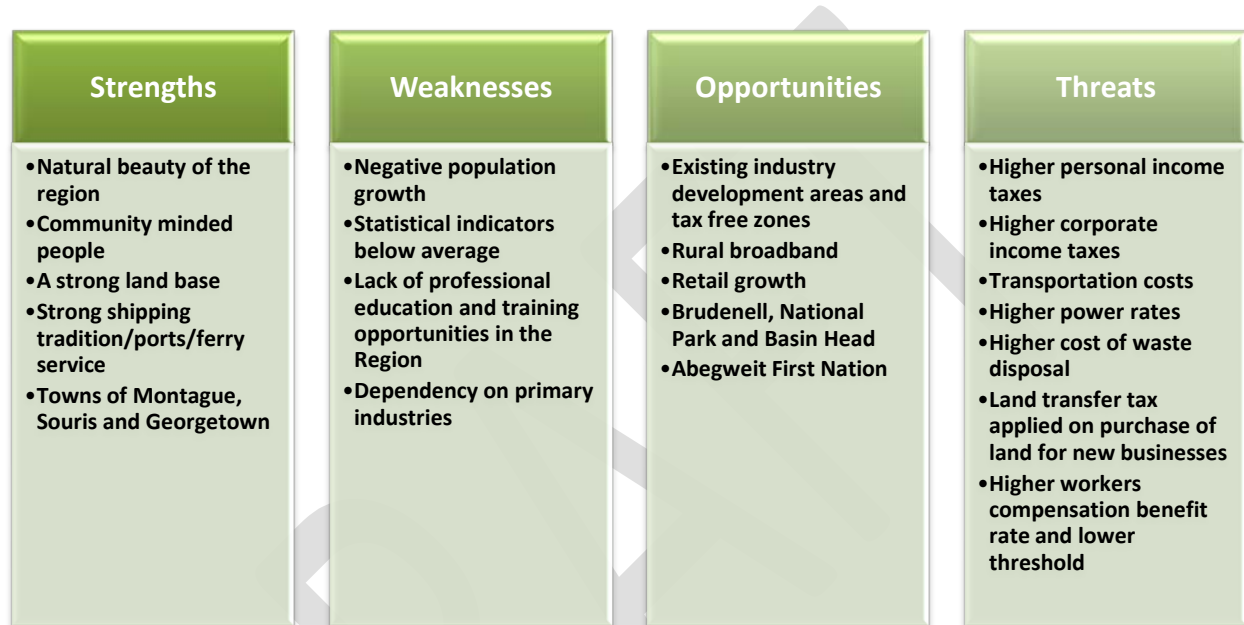 Strengths
•Natural beauty of the
region
•Community minded
people
•A strong land base
•Strong shipping
tradition/ports/ferry
service
•Towns of Montague,
Souris and Georgetown
Weaknesses
•Negative population
growth
•Statistical indicators
below average
•Lack of professional
education and training
opportunities in the
Region
•Dependency on primary
industries
Opportunities
•Existing industry
development areas and
tax free zones
•Rural broadband
•Retail growth
•Brudenell, National
Park and Basin Head
•Abegweit First Nation
Threats
•Higher personal income
taxes
•Higher corporate
income taxes
•Transportation costs
•Higher power rates
•Higher cost of waste
disposal
•Land transfer tax
applied on purchase of
land for new businesses
•Higher workers
compensation benefit
rate and lower
threshold